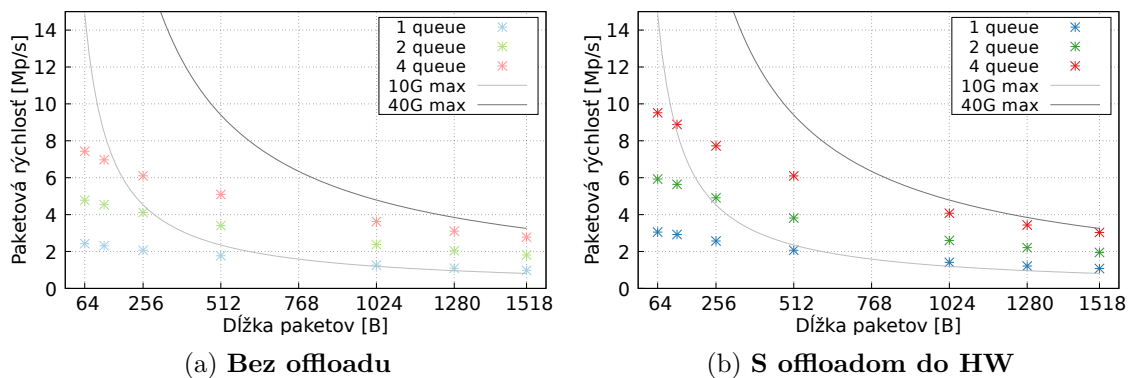 14
12
10
8
6
4
2
0
Paketová rýchlosť [Mp/s]
1 queue
2 queue
4 queue
10G max
40G max
64 256 512 768 1024 1280 1518
Dĺžka paketov [B]
(a) Bez offloadu
14
12
10
8
6
4
2
0
Paketová rýchlosť [Mp/s]
1 queue
2 queue
4 queue
10G max
40G max
64 256 512 768 1024 1280 1518
Dĺžka paketov [B]
(b) S offloadom do HW